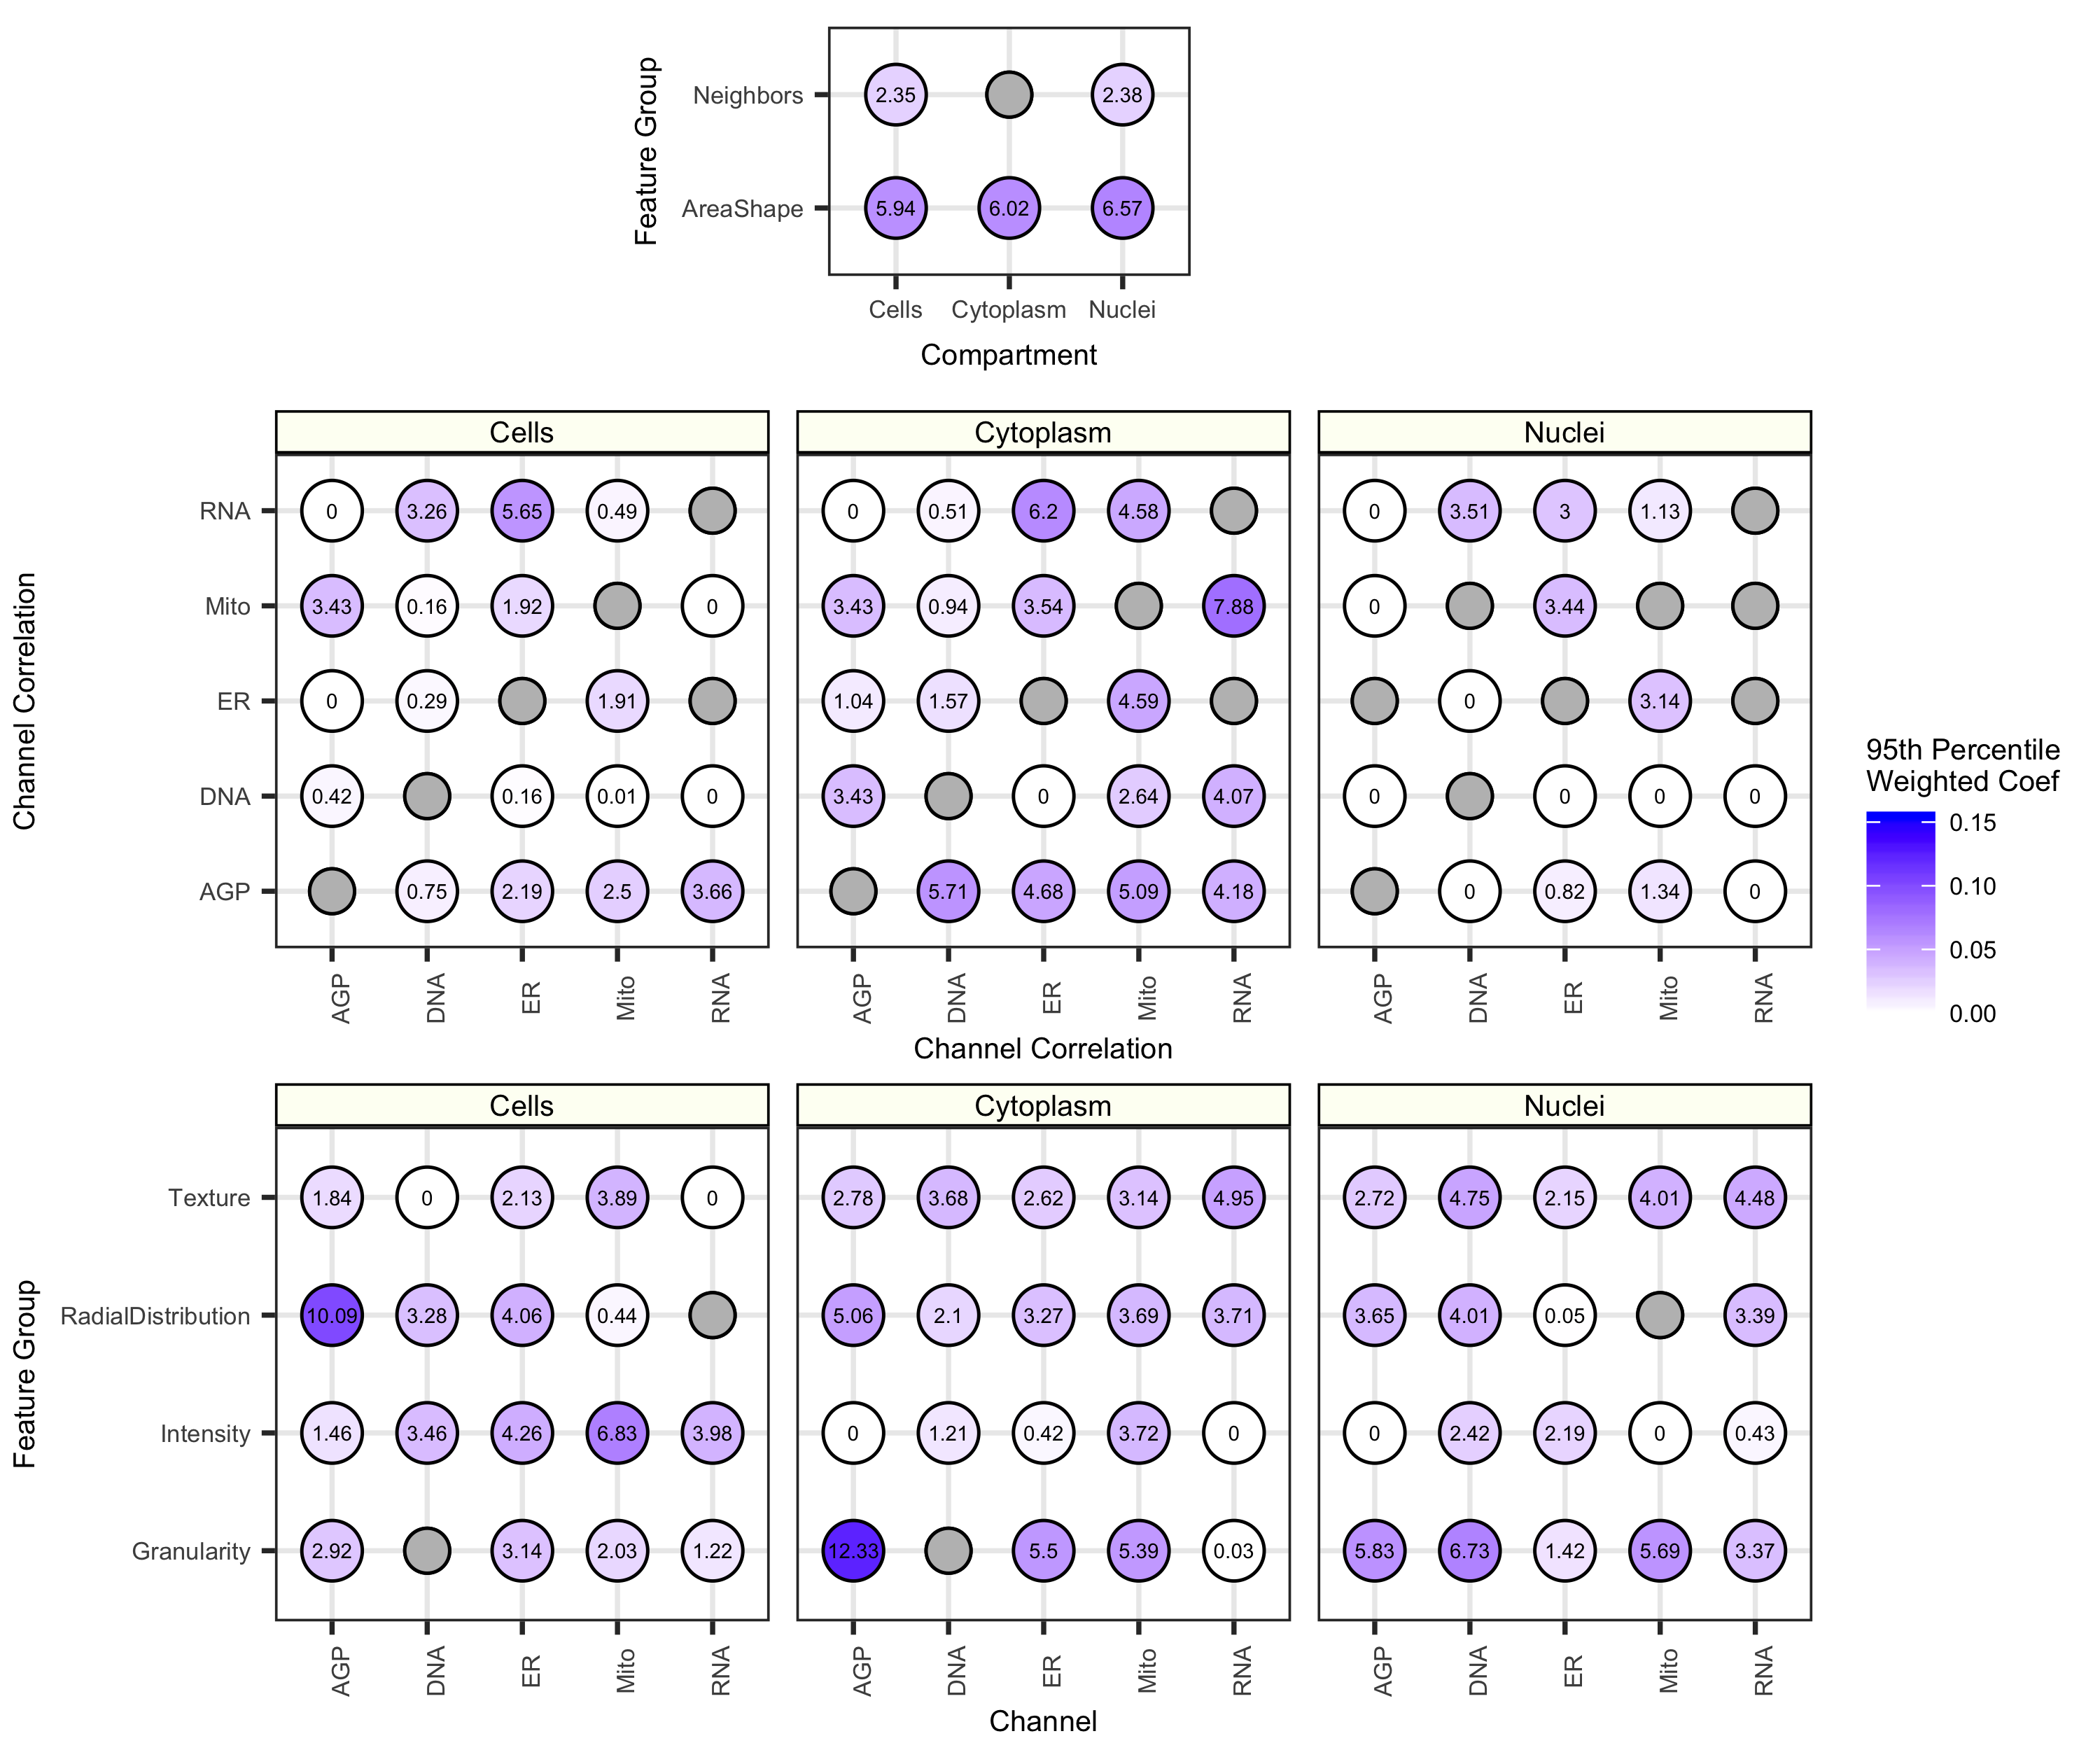 Feature Group
Neighbors 2.35 2.38
AreaShape 5.94 6.02 6.57
Cells Cytoplasm Nuclei
Compartment
Cells Cytoplasm Nuclei
Channel Correlation
RNA 0 3.26 5.65 0.49 0 0.51 6.2 4.58 0 3.51 3 1.13
Mito 3.43 0.16 1.92 0 3.43 0.94 3.54 7.88 0 3.44
ER 0 0.29 1.91 1.04 1.57 4.59 0 3.14
DNA 0.42 0.16 0.01 0 3.43 0 2.64 4.07 0 0 0 0
AGP 0.75 2.19 2.5 3.66 5.71 4.68 5.09 4.18 0 0.82 1.34 0
AGP DNA ER Mito RNA AGP DNA ER Mito RNA AGP DNA ER Mito RNA
Channel Correlation
95th Percentile
Weighted Coef
0.15
0.10
0.05
0.00
Cells Cytoplasm Nuclei
Feature Group
Texture 1.84 0 2.13 3.89 0 2.78 3.68 2.62 3.14 4.95 2.72 4.75 2.15 4.01 4.48
RadialDistribution 10.09 3.28 4.06 0.44 5.06 2.1 3.27 3.69 3.71 3.65 4.01 0.05 3.39
Intensity 1.46 3.46 4.26 6.83 3.98 0 1.21 0.42 3.72 0 0 2.42 2.19 0 0.43
Granularity 2.92 3.14 2.03 1.22 12.33 5.5 5.39 0.03 5.83 6.73 1.42 5.69 3.37
AGP DNA ER Mito RNA AGP DNA ER Mito RNA AGP DNA ER Mito RNA
Channel